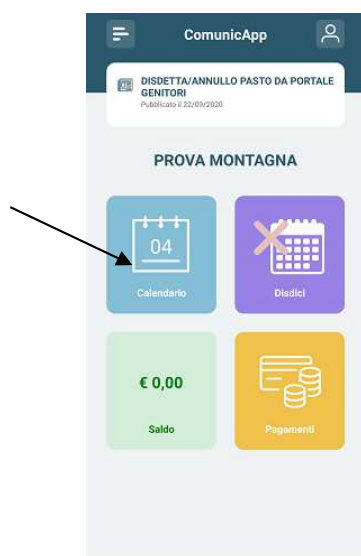 ComunicApp
DISDETTA/ANNULLO PASTO DA PORTALE
GENITORI
Pubblicato il 22/09/2020
PROVA MONTAGNA
04
Calendario
Disdici
€ 0,00
Saldo
Pagamenti